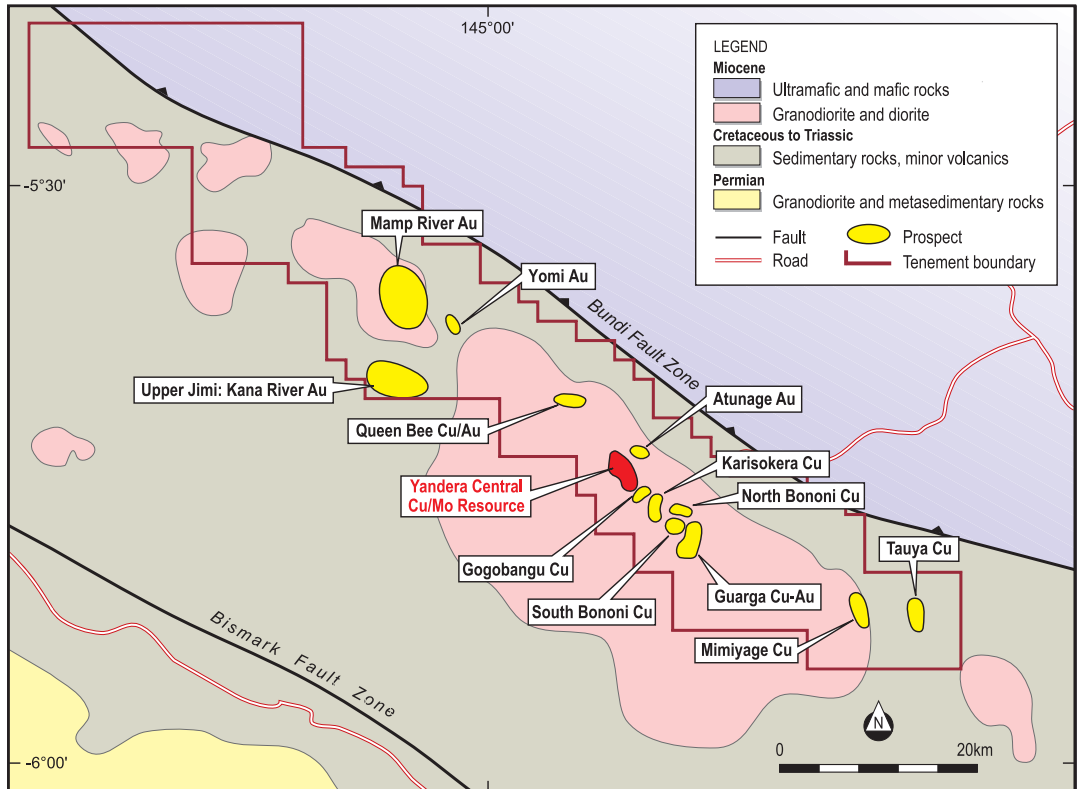 145°00'
LEGEND
Miocene
Ultramafic and mafic rocks
Granodiorite and diorite
Cretaceous to Triassic
Sedimentary rocks, minor volcanics
Permian
Granodiorite and metasedimentary rocks
Fault
Prospect
Road
Tenement boundary
-5°30'
Mamp River Au
Yomi Au
Bundi Fault Zone
Upper Jimi: Kana River Au
Atunage Au
Queen Bee Cu/Au
Karisokera Cu
Yandera Central
Cu/Mo Resource
North Bononi Cu
Tauya Cu
Gogobangu Cu
South Bononi Cu
Guarga Cu-Au
Mimiyage Cu
Bismark Fault Zone
N
-6°00'
0
20km